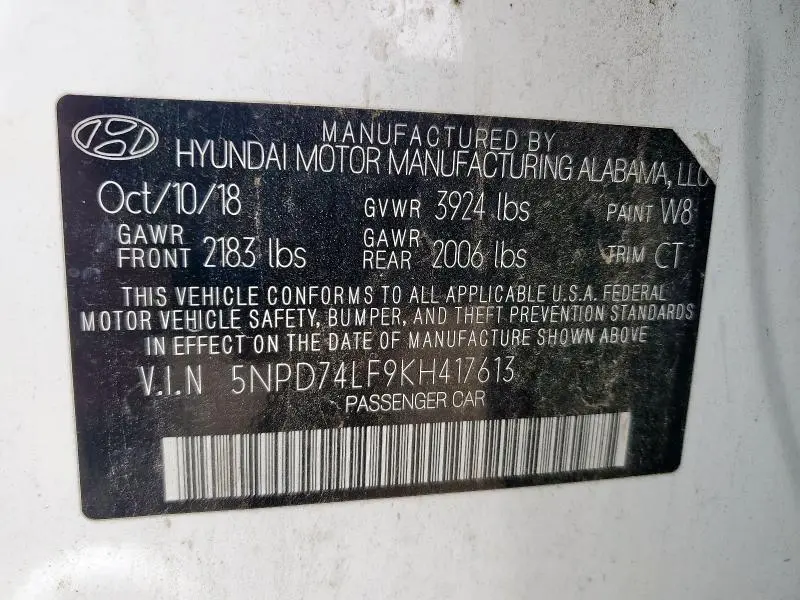 MANUFACTURED BY
HYUNDAI MOTOR MANUFACTURING ALABAMA, LLC
Oct/10/18 GVWR 3924 lbs PAINT W8
GAWR FRONT 2183 lbs GAWR REAR 2006 lbs TRIM CT
THIS VEHICLE CONFORMS TO ALL APPLICABLE U.S.A. FEDERAL
MOTOR VEHICLE SAFETY, BUMPER, AND THEFT PREVENTION STANDARDS
IN EFFECT ON THE DATE OF MANUFACTURE SHOWN ABOVE
V.I.N 5NPD74LF9KH417613
PASSENGER CAR